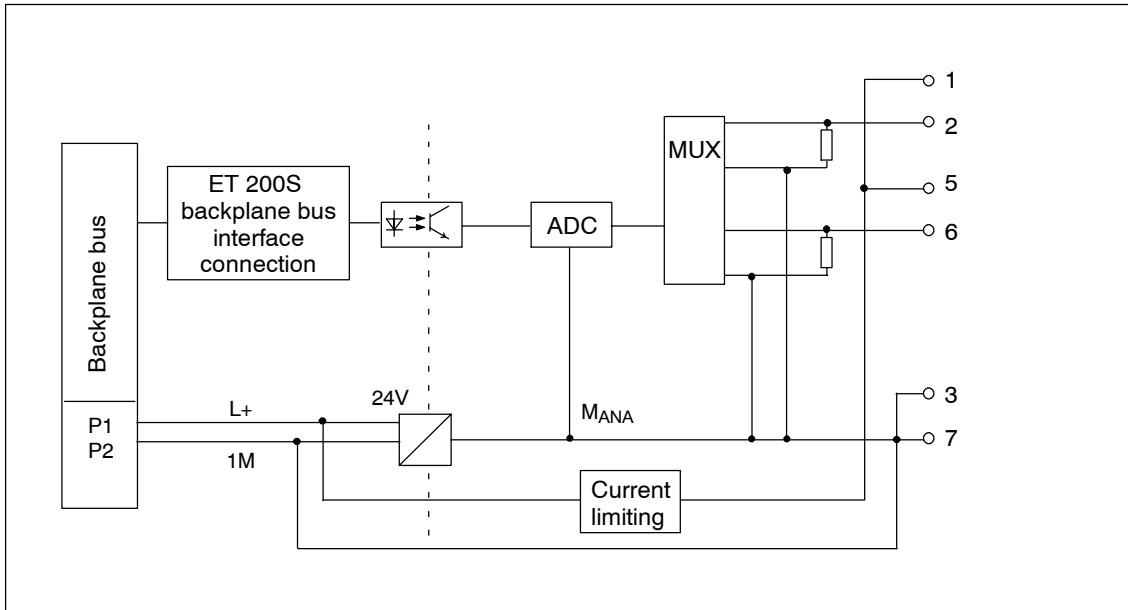 1
2
MUX
ET 200S
backplane bus
interface
connection
5
ADC
6
Backplane bus
24V
3
L+
MANA
P1
P2
7
1M
Current
limiting